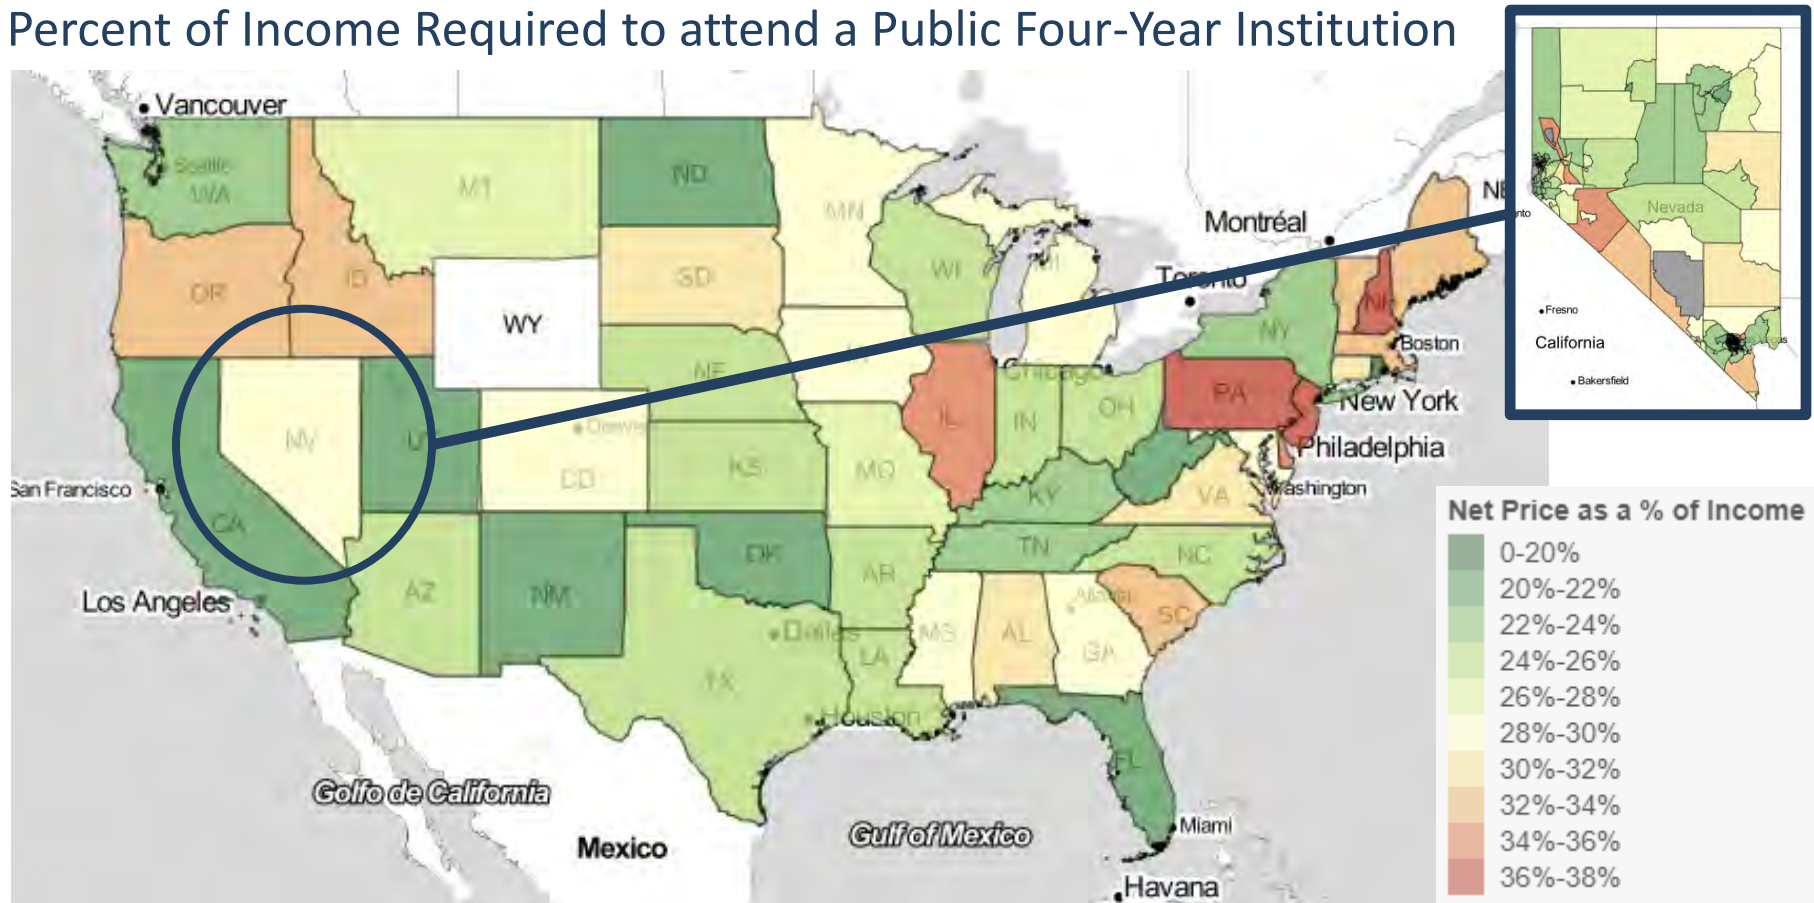 Percent of Income Required to attend a Public Four-Year Institution
Vancouver
Seattle
WA
MT
ND
MN
Montréal
OR
ID
SD
WI
MI
Toronto
NH
WY
NY
Boston
NE
Chicago
NV
UT
Denver
CO
KS
MO
IL
IN
OH
PA
New York
Philadelphia
San Francisco
CA
KY
VA
Washington
Los Angeles
AZ
NM
OK
AR
TN
NC
Dallas
MS
AL
Atlanta
GA
SC
TX
LA
Houston
FL
Golfo de California
Mexico
Gulf of Mexico
Miami
Havana
Nevada
Fresno
California
Bakersfield
Net Price as a % of Income
0-20%
20%-22%
22%-24%
24%-26%
26%-28%
28%-30%
30%-32%
32%-34%
34%-36%
36%-38%